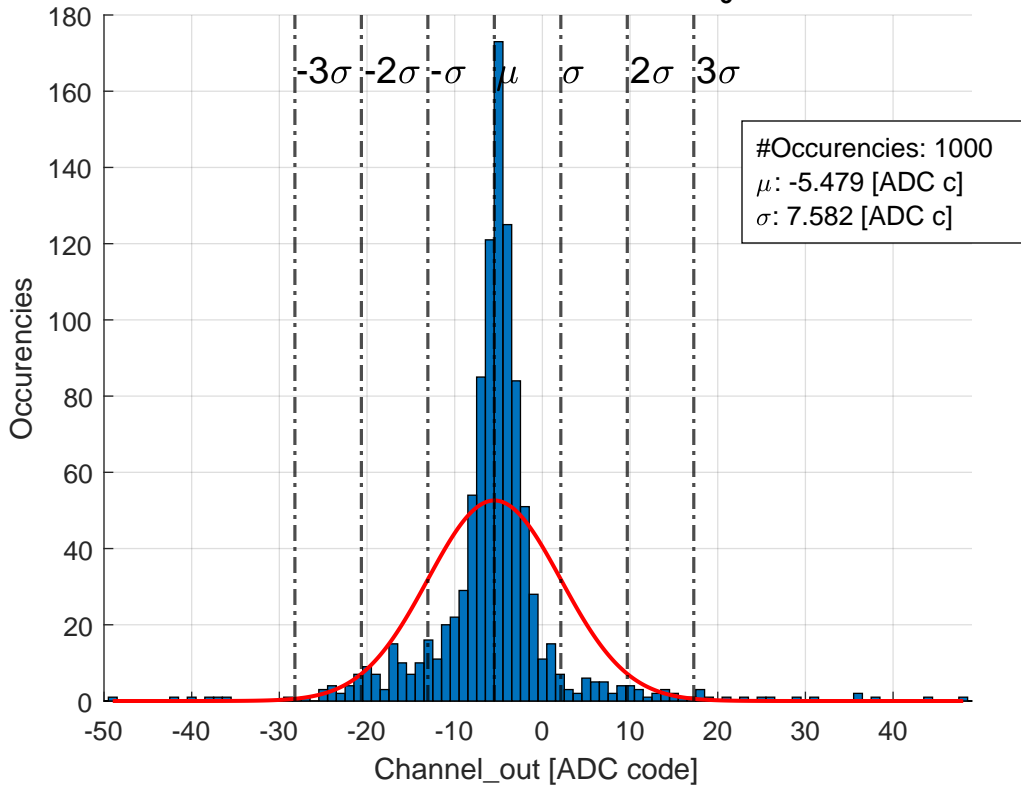 180
160
140
120
100
80
60
40
20
0
Occurencies
-3σ -2σ -σ μ σ 2σ 3σ
#Occurencies: 1000
μ: -5.479 [ADC c]
σ: 7.582 [ADC c]
-50 -40 -30 -20 -10 0 10 20 30 40
Channel_out [ADC code]